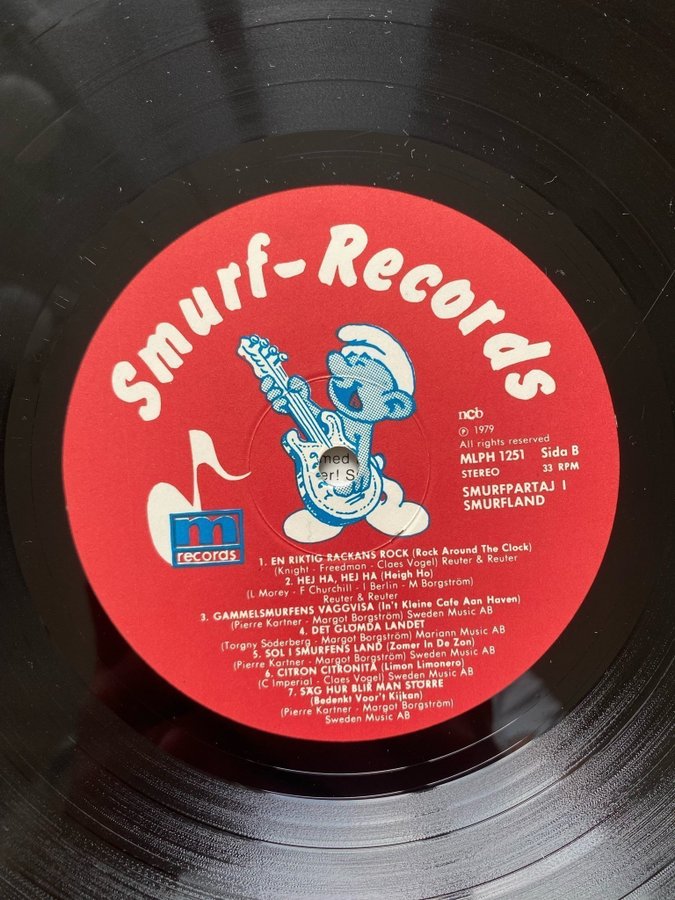 Smurf-Records
ncb
℗ 1979
All rights reserved
MLPH 1251 Sida B
STEREO 33 RPM
SMURFPARTAJ I
SMURFLAND
m
records
med
er! S
1. EN RIKTIG RACKANS ROCK (Rock Around The Clock)
(Knight - Freedman - Claes Vogel) Reuter & Reuter
2. HEJ HA, HEJ HA (Heigh Ho)
(L Morey - F Churchill - I Berlin - M Borgström)
Reuter & Reuter
3. GAMMELSMURFENS VAGGVISA (In't Kleine Cafe Aan Haven)
(Pierre Kartner - Margot Borgström) Sweden Music AB
4. DET GLÖMDA LANDET
(Torgny Söderberg - Margot Borgström) Mariann Music AB
5. SOL I SMURFENS LAND (Zomer In De Zon)
(Pierre Kartner - Margot Borgström) Sweden Music AB
6. CITRON CITRONITA (Limon Limonero)
(C Imperial - Claes Vogel) Sweden Music AB
7. SÄG HUR BLIR MAN STÖRRE
(Bedenkt Voor't Kijkan)
(Pierre Kartner - Margot Borgström)
Sweden Music AB